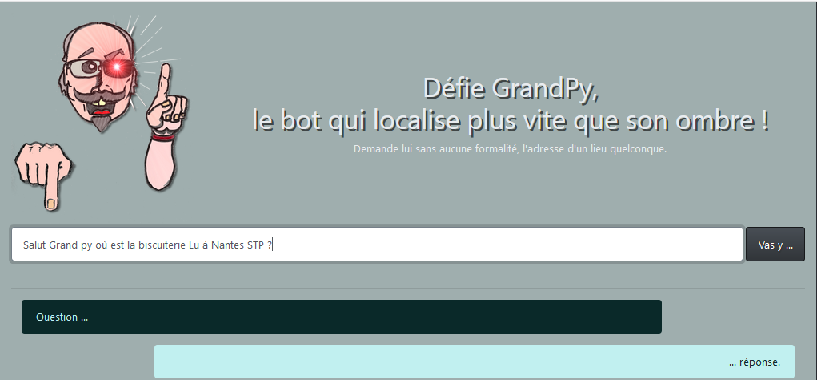 Défie GrandPy,
le bot qui localise plus vite que son ombre !
Demande lui sans aucune formalité, l'adresse d'un lieu quelconque.
Salut Grand py où est la biscuiterie Lu à Nantes STP ?
Vas y ...
Question ...
... réponse.